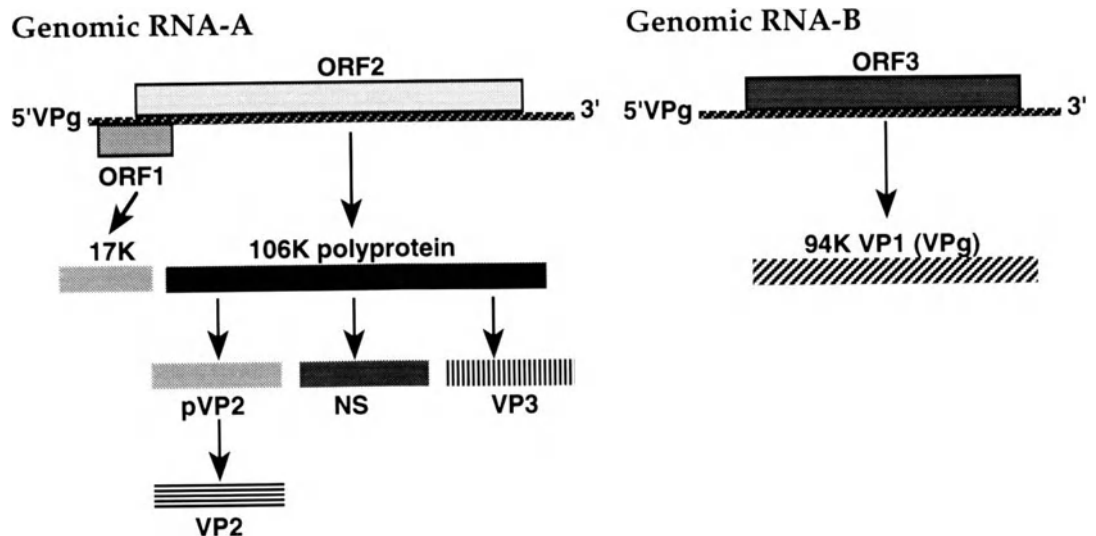 Genomic RNA-A
ORF2
5'VPg
3'
ORF1
17K
106K polyprotein
pVP2
NS
VP3
VP2
Genomic RNA-B
ORF3
5'VPg
3'
94K VP1 (VPg)